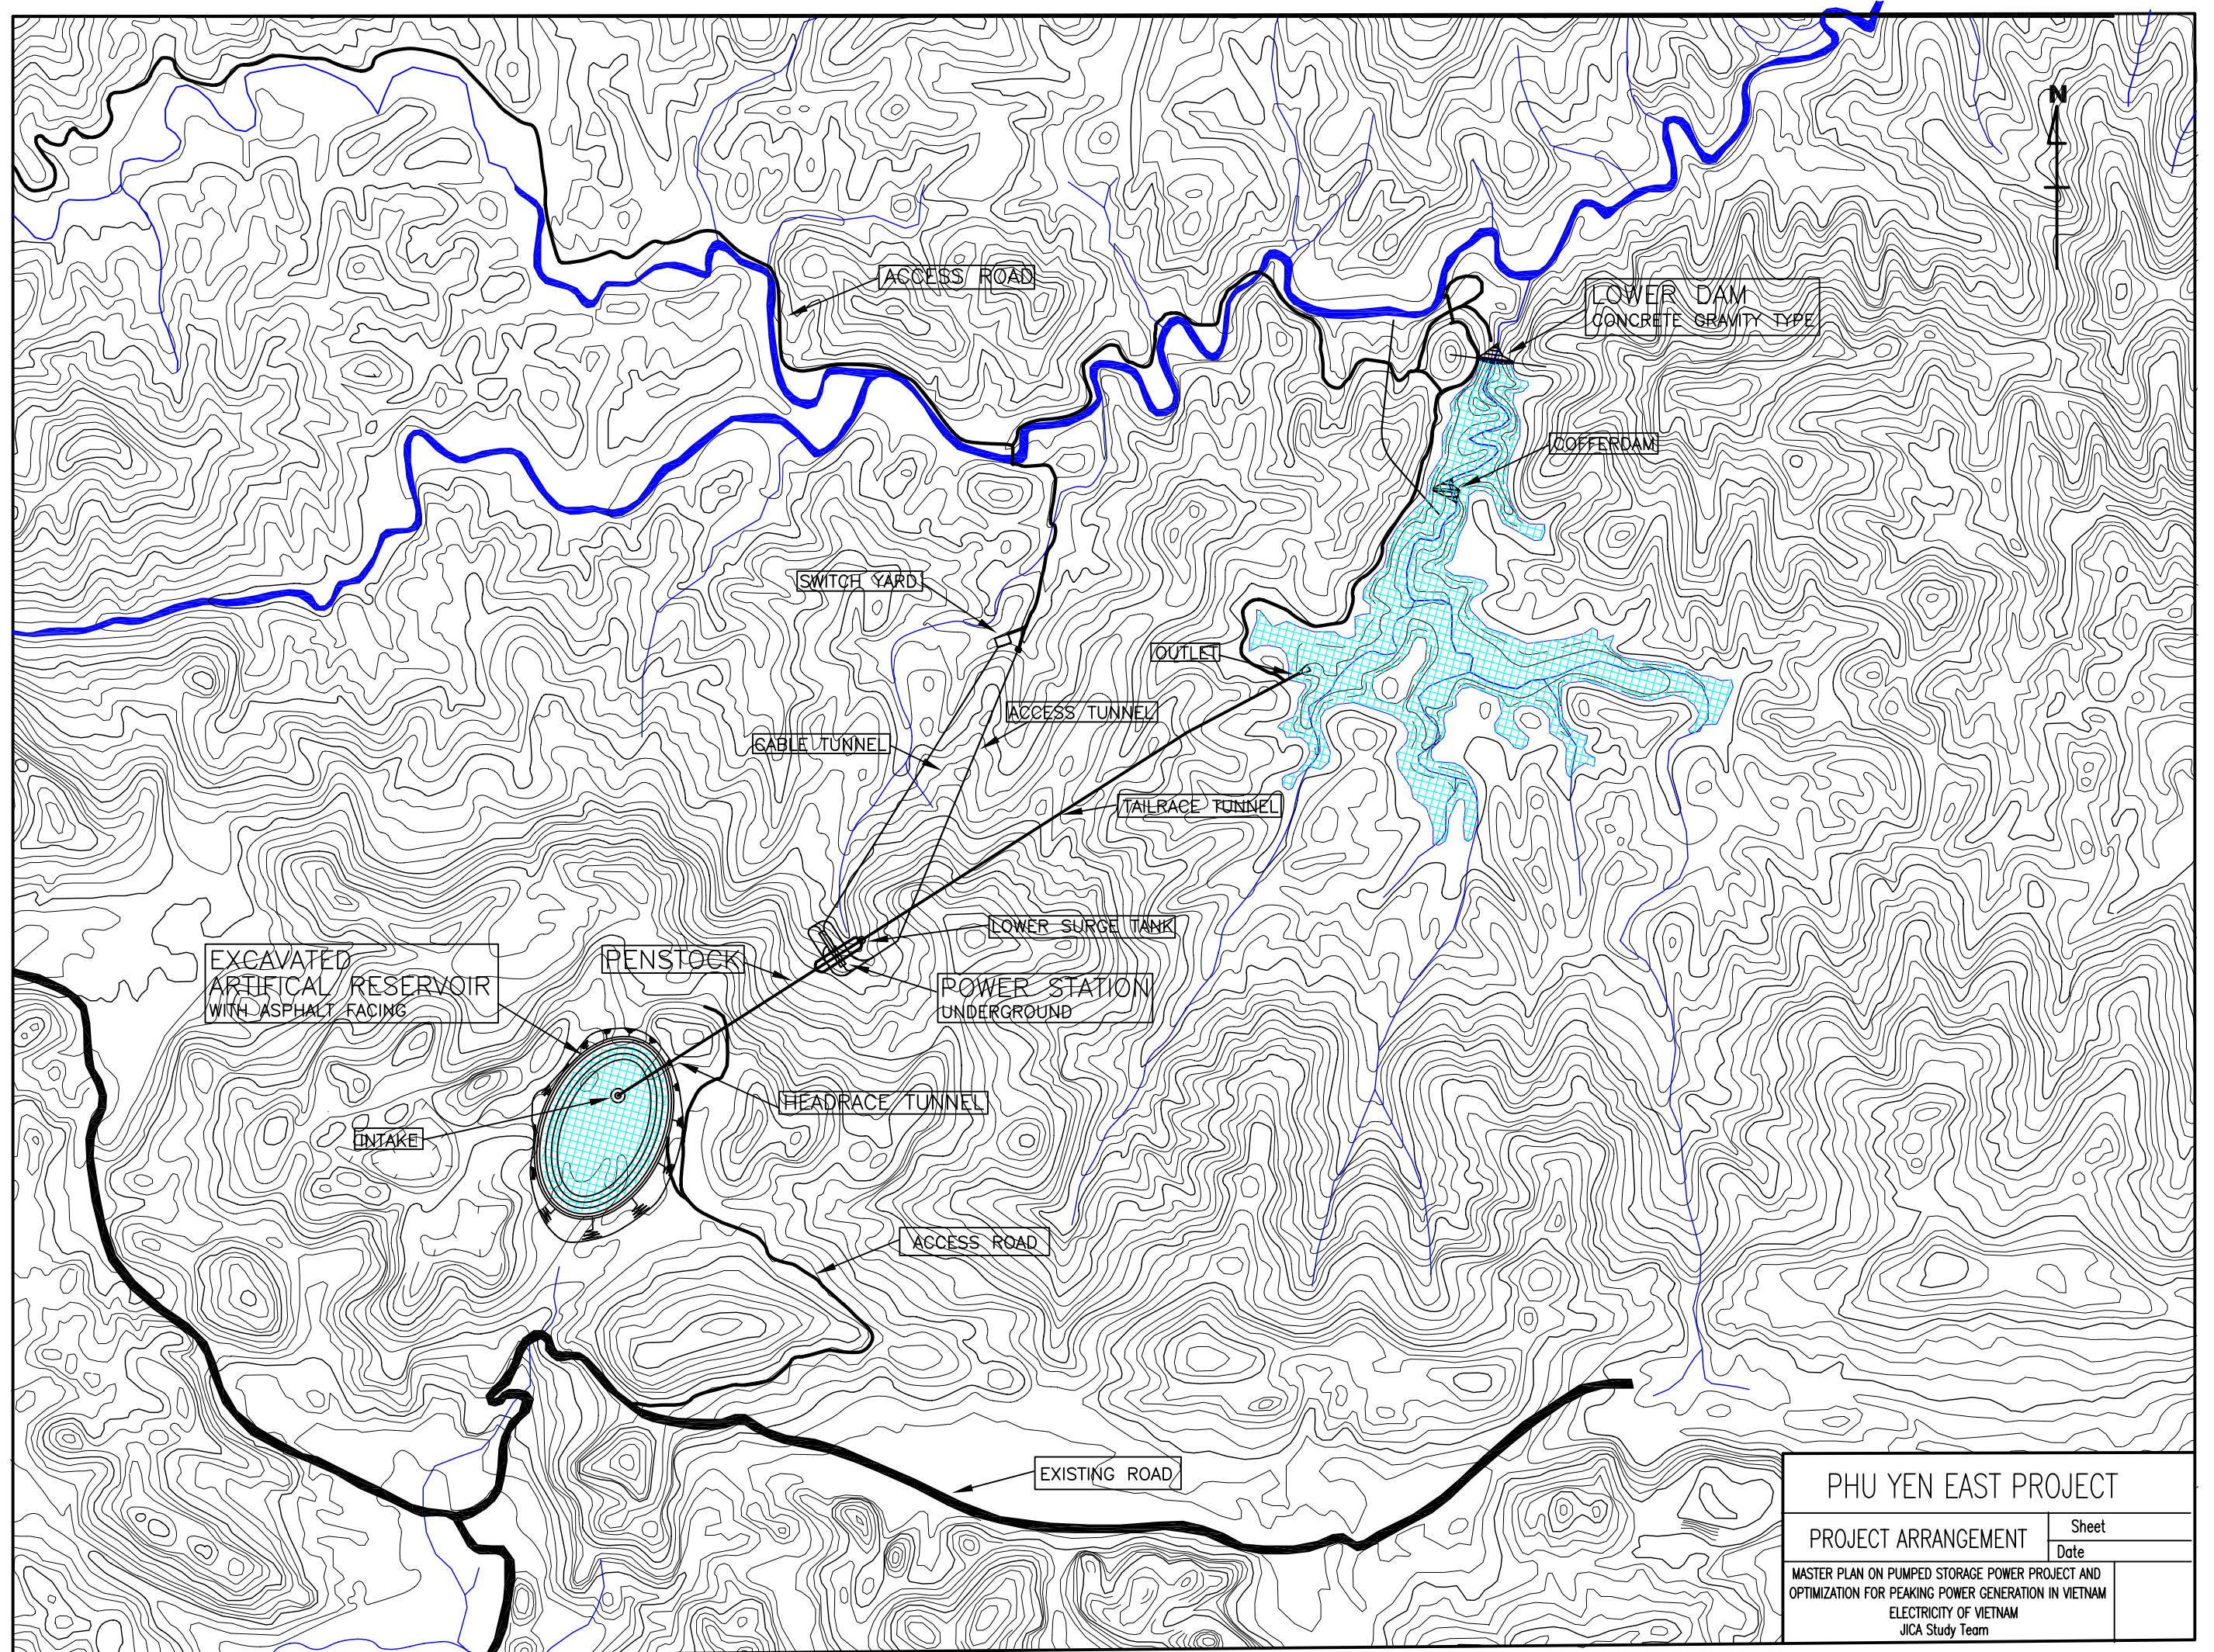 N
ACCESS ROAD
LOWER DAM
CONCRETE GRAVITY TYPE
COFFERDAM
SWITCH YARD
OUTLET
ACCESS TUNNEL
CABLE TUNNEL
TAILRACE TUNNEL
LOWER SURGE TANK
EXCAVATED
ARTIFICAL RESERVOIR
WITH ASPHALT FACING
PENSTOCK
POWER STATION
UNDERGROUND
HEADRACE TUNNEL
INTAKE
ACCESS ROAD
EXISTING ROAD
PHU YEN EAST PROJECT
PROJECT ARRANGEMENT
Sheet
Date
MASTER PLAN ON PUMPED STORAGE POWER PROJECT AND
OPTIMIZATION FOR PEAKING POWER GENERATION IN VIETNAM
ELECTRICITY OF VIETNAM
JICA Study Team